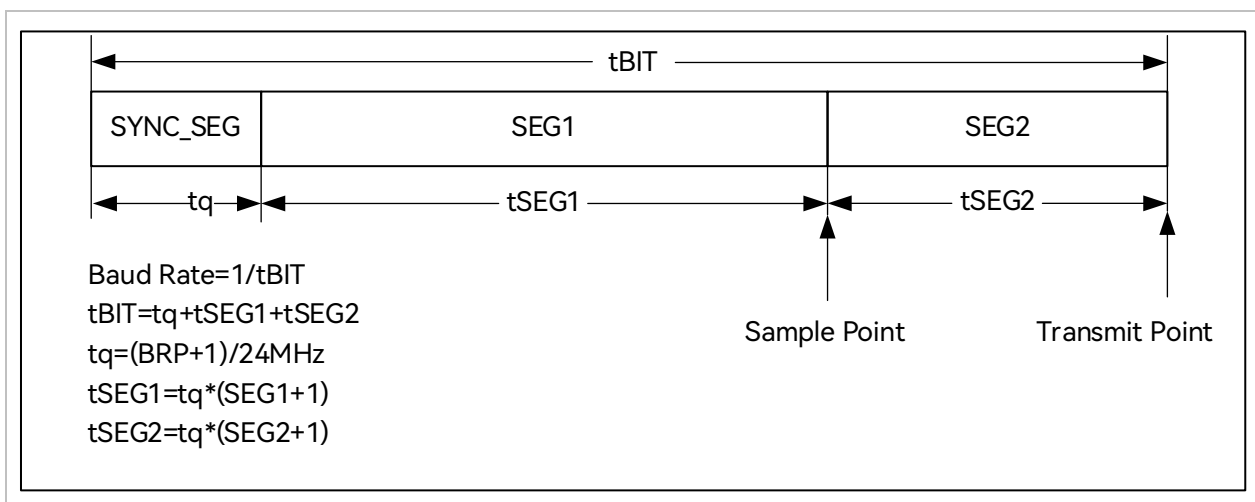 tBIT
SYNC_SEG SEG1 SEG2
tq tSEG1 tSEG2
Baud Rate=1/tBIT
tBIT=tq+tSEG1+tSEG2
tq=(BRP+1)/24MHz
tSEG1=tq*(SEG1+1)
tSEG2=tq*(SEG2+1)
Sample Point
Transmit Point